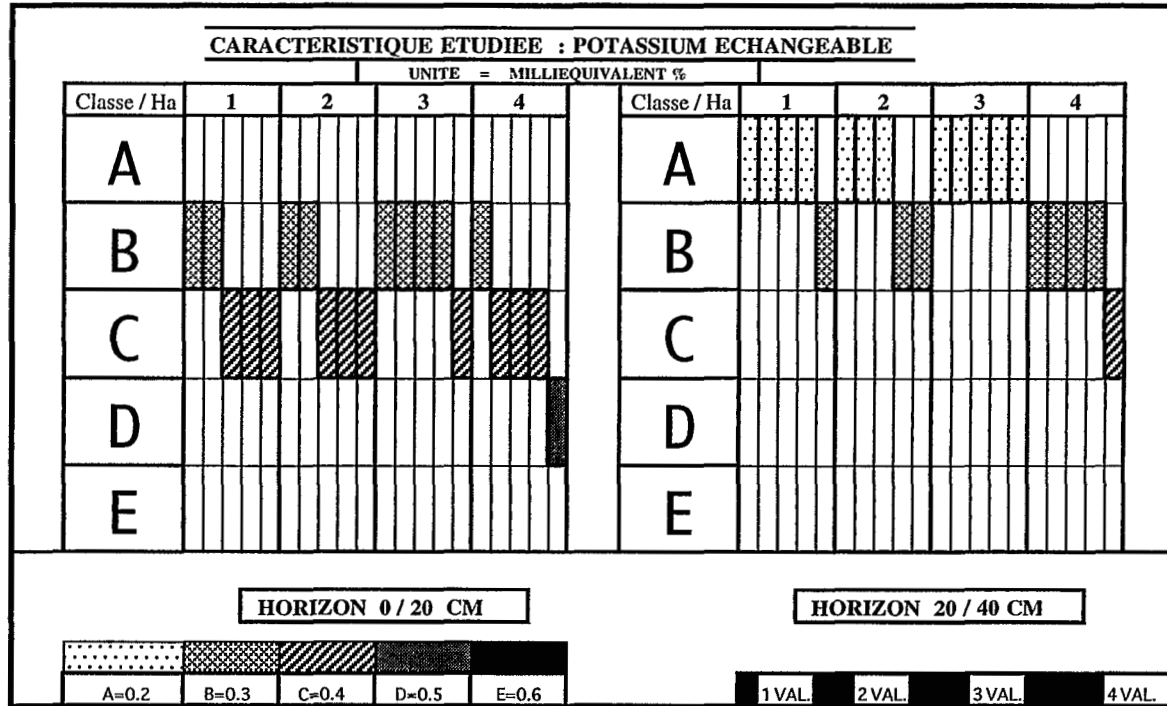 CARACTERISTIQUE ETUDIEE : POTASSIUM ECHANGEABLE
UNITE = MILLIEQUIVALENT %
Classe / Ha 1 2 3 4
A
B
C
D
E
HORIZON 0 / 20 CM
Classe / Ha 1 2 3 4
A
B
C
D
E
HORIZON 20 / 40 CM
A=0.2 B=0.3 C=0.4 D=0.5 E=0.6
1 VAL. 2 VAL. 3 VAL. 4 VAL.